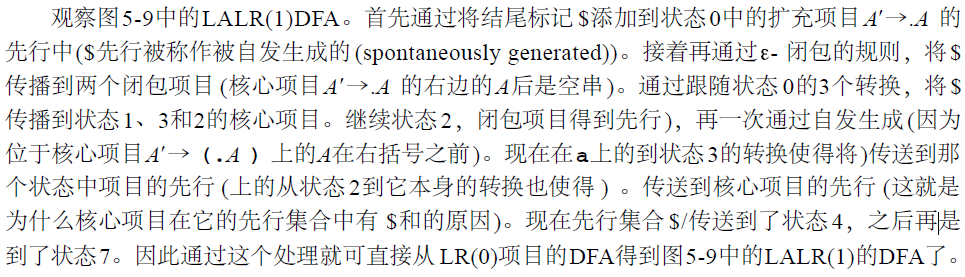 观察图5-9中的LALR(1)DFA。首先通过将结尾标记$添加到状态0中的扩充项目A′→.A 的
先行中($先行被称作被自发生成的(spontaneously generated))。接着再通过ε- 闭包的规则，将$
传播到两个闭包项目(核心项目A′→.A 的右边的A后是空串)。通过跟随状态0的3个转换，将$
传播到状态1、3和2的核心项目。继续状态2，闭包项目得到先行)，再一次通过自发生成(因为
位于核心项目A′→ (.A ) 上的A在右括号之前)。现在在a上的到状态3的转换使得将)传送到那
个状态中项目的先行(上的从状态2到它本身的转换也使得 ) 。传送到核心项目的先行(这就是
为什么核心项目在它的先行集合中有 $和的原因)。现在先行集合$/传送到了状态4，之后再是
到了状态7。因此通过这个处理就可直接从LR(0)项目的DFA得到图5-9中的LALR(1)的DFA了。